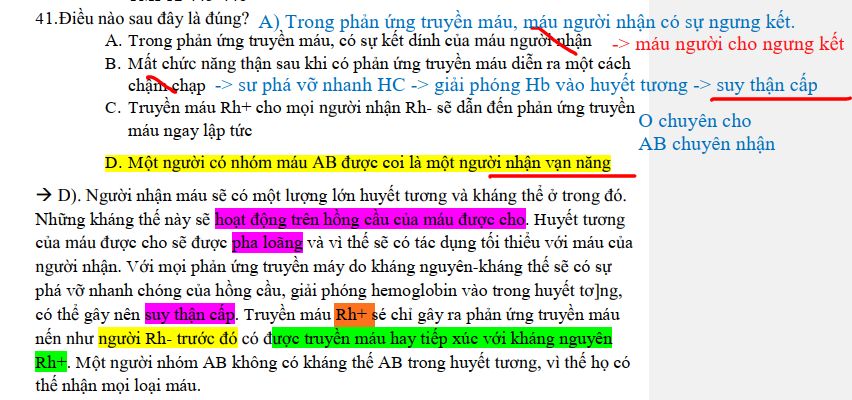 41.Điều nào sau đây là đúng? A) Trong phản ứng truyền máu, máu người nhận có sự ngưng kết.
A. Trong phản ứng truyền máu, có sự kết dính của máu người nhận -> máu người cho ngưng kết
B. Mất chức năng thận sau khi có phản ứng truyền máu diễn ra một cách
chậm chạp -> sự phá vỡ nhanh HC -> giải phóng Hb vào huyết tương -> suy thận cấp
C. Truyền máu Rh+ cho mọi người nhận Rh- sẽ dẫn đến phản ứng truyền
máu ngay lập tức
O chuyên cho
AB chuyên nhận
D. Một người có nhóm máu AB được coi là một người nhận vạn năng
→ D). Người nhận máu sẽ có một lượng lớn huyết tương và kháng thể ở trong đó.
Những kháng thể này sẽ hoạt động trên hồng cầu của máu được cho. Huyết tương
của máu được cho sẽ được pha loãng và vì thế sẽ có tác dụng tối thiểu với máu của
người nhận. Với mọi phản ứng truyền máy do kháng nguyên-kháng thể sẽ có sự
phá vỡ nhanh chóng của hồng cầu, giải phóng hemoglobin vào trong huyết tơ]ng,
có thể gây nên suy thận cấp. Truyền máu Rh+ sé chỉ gây ra phản ứng truyền máu
nến như người Rh- trước đó có được truyền máu hay tiếp xúc với kháng nguyên
Rh+. Một người nhóm AB không có kháng thể AB trong huyết tương, vì thế họ có
thể nhận mọi loại máu.